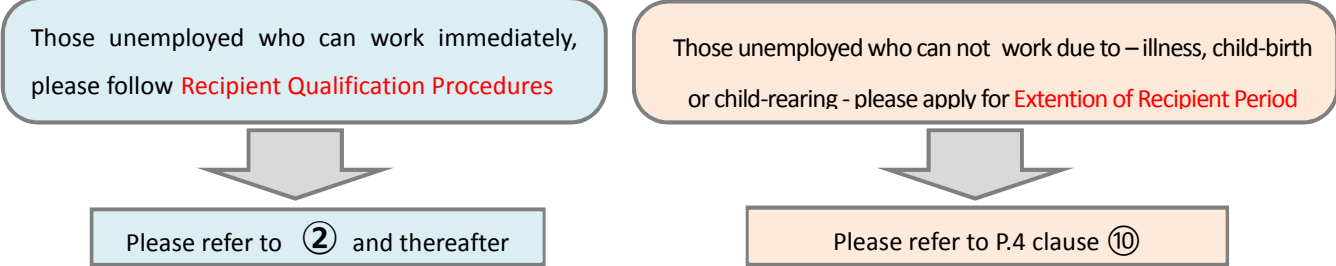 Those unemployed who can work immediately,
please follow Recipient Qualification Procedures
Please refer to ② and thereafter
Those unemployed who can not work due to – illness, child-birth
or child-rearing - please apply for Extention of Recipient Period
Please refer to P.4 clause ⑩